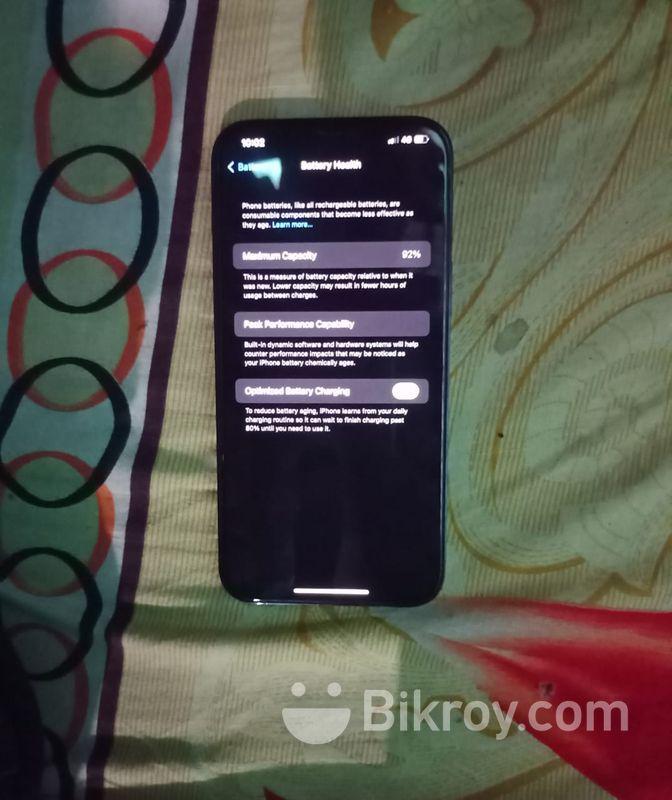 10:02
4G
Battery Health
Phone batteries, like all rechargeable batteries, are
consumable components that become less effective as
they age. Learn more...
Maximum Capacity 92%
This is a measure of battery capacity relative to when it
was new. Lower capacity may result in fewer hours of
usage between charges.
Peak Performance Capability
Built-in dynamic software and hardware systems will help
counter performance impacts that may be noticed as
your iPhone battery chemically ages.
Optimized Battery Charging
To reduce battery aging, iPhone learns from your daily
charging routine so it can wait to finish charging past
80% until you need to use it.
Bikroy.com